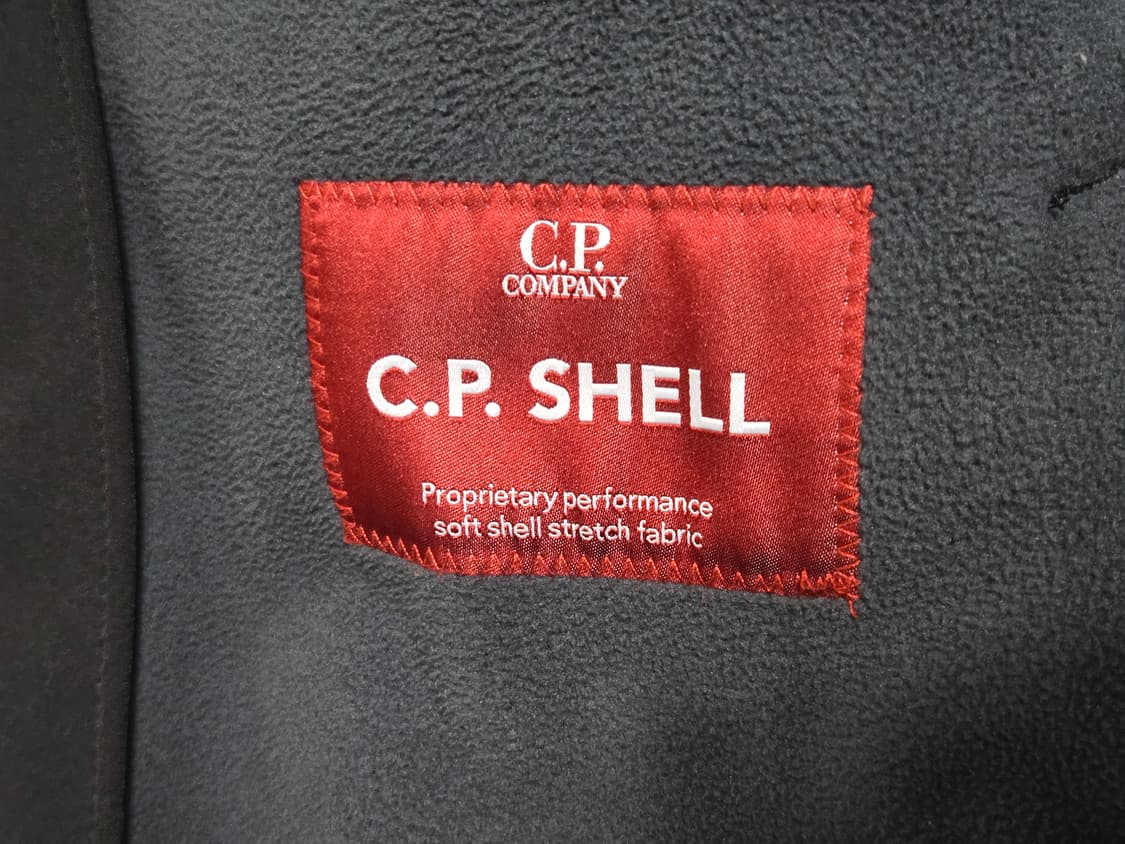 C.P.
COMPANY
C.P. SHELL
Proprietary performance
soft shell stretch fabric